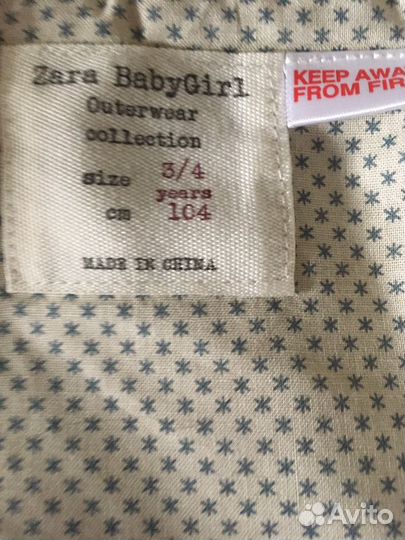 Zara BabyGirl
Outerwear
collection
size 3/4
years
cm 104
MADE IN CHINA
KEEP AWA
FROM FIR
Avito